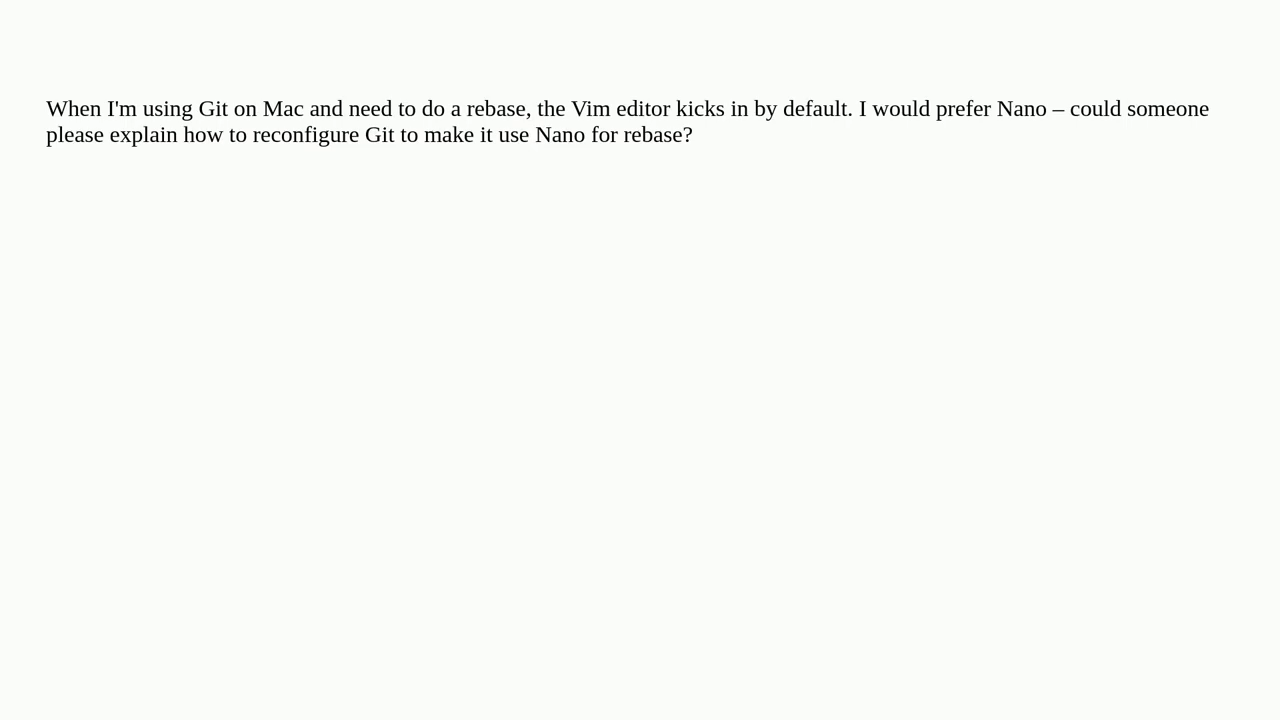 When I'm using Git on Mac and need to do a rebase, the Vim editor kicks in by default. I would prefer Nano – could someone
please explain how to reconfigure Git to make it use Nano for rebase?